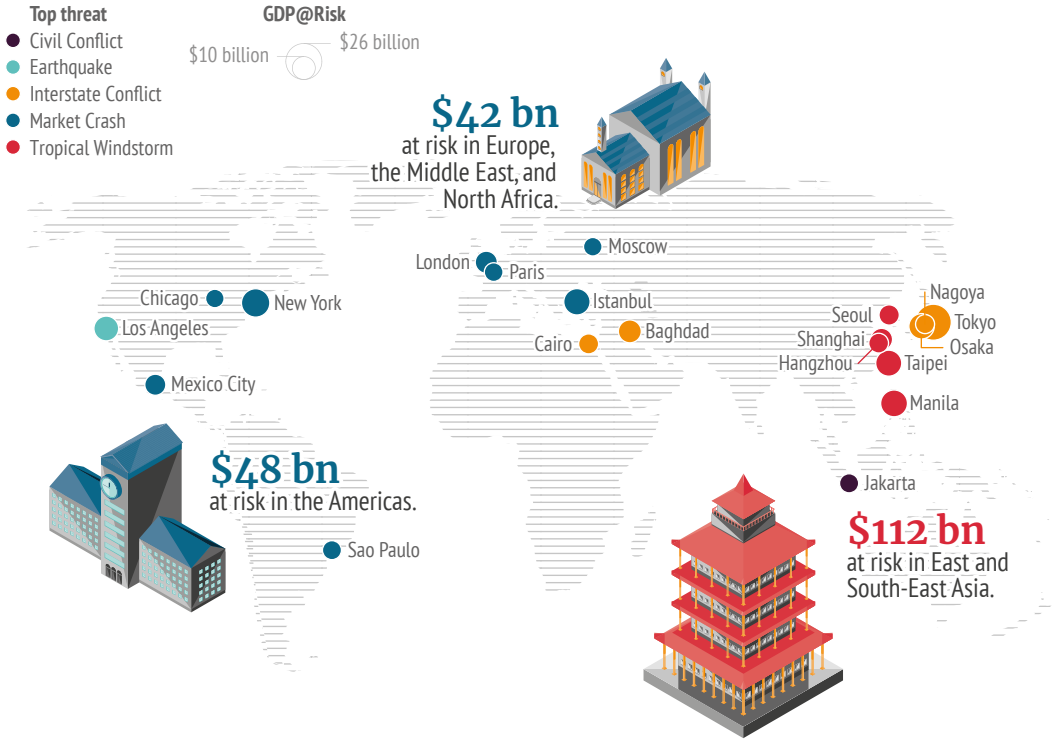 Top threat
Civil Conflict
Earthquake
Interstate Conflict
Market Crash
Tropical Windstorm
GDP@Risk
$10 billion
$26 billion
$42 bn
at risk in Europe,
the Middle East, and
North Africa.
London
Moscow
Paris
Chicago
New York
Istanbul
Los Angeles
Baghdad
Cairo
Mexico City
Nagoya
Seoul
Tokyo
Shanghai
Osaka
Hangzhou
Taipei
Manila
$48 bn
at risk in the Americas.
Sao Paulo
Jakarta
$112 bn
at risk in East and
South-East Asia.